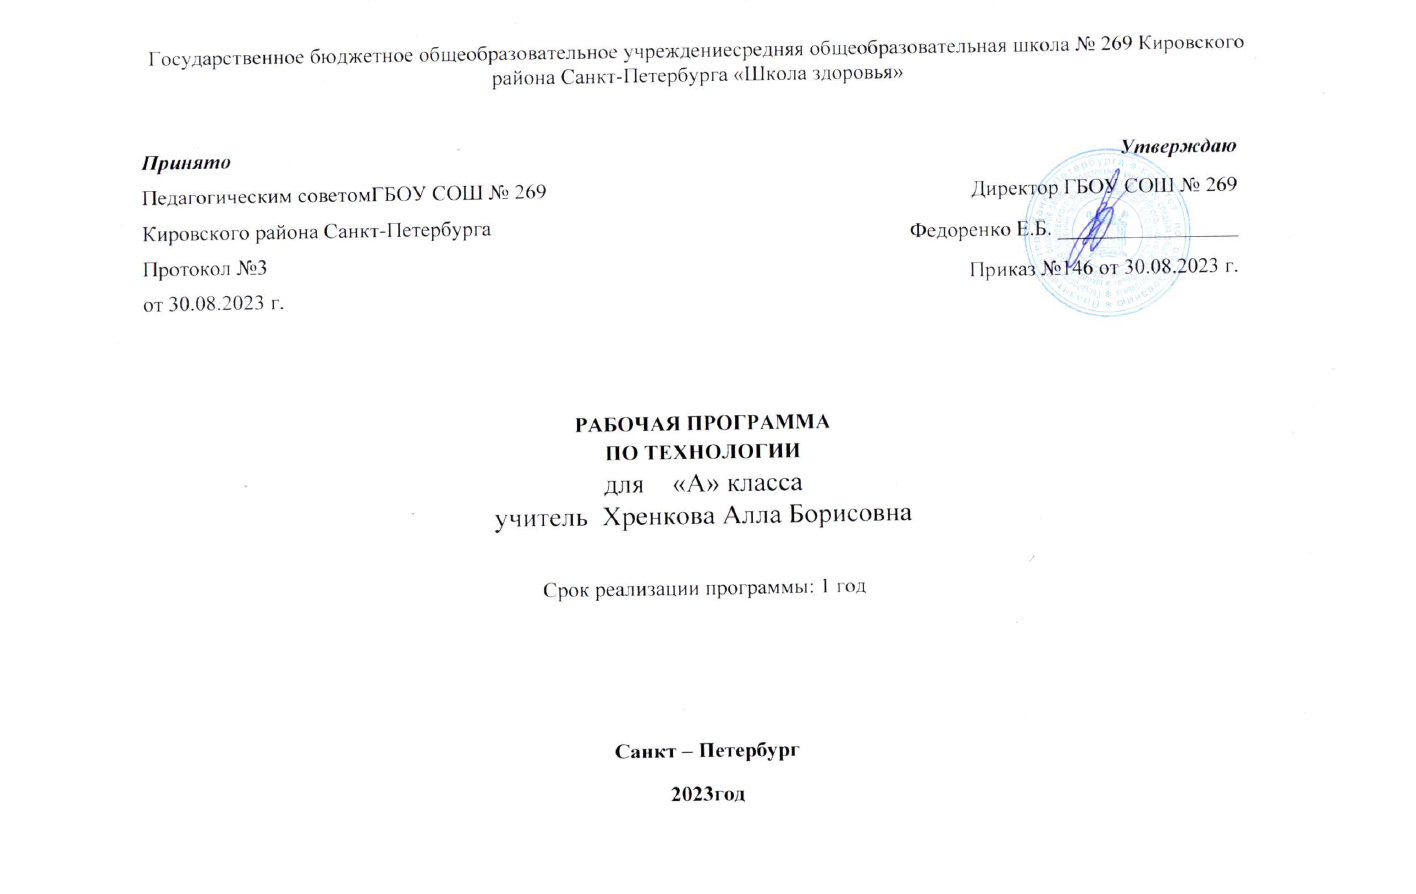 Государственное бюджетное общеобразовательное учреждениесредняя общеобразовательная школа № 269 Кировского
района Санкт-Петербурга «Школа здоровья»
Принято
Педагогическим советомГБОУ СОШ № 269
Кировского района Санкт-Петербурга
Протокол №3
от 30.08.2023 г.
Утверждаю
Директор ГБОУ СОШ № 269
Федоренко Е.Б. _________________
Приказ №146 от 30.08.2023 г.
РАБОЧАЯ ПРОГРАММА
ПО ТЕХНОЛОГИИ
для «А» класса
учитель Хренкова Алла Борисовна
Срок реализации программы: 1 год
Санкт – Петербург
2023год